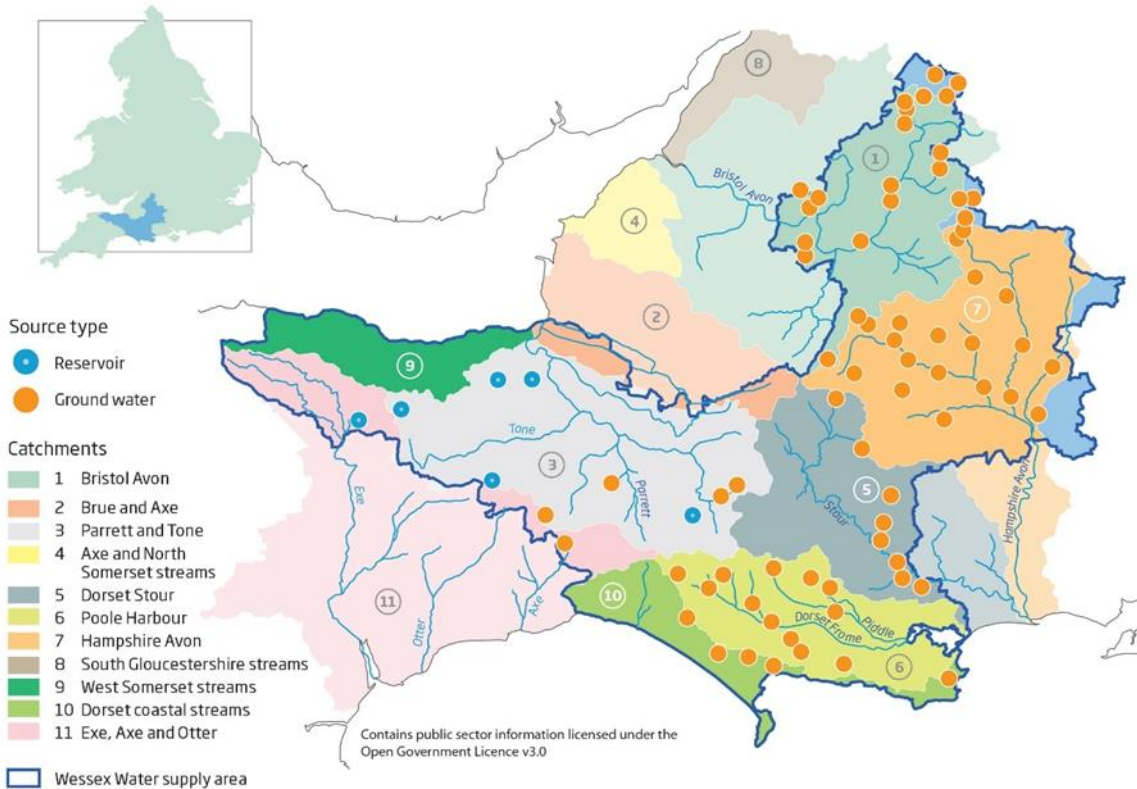 8
1
Bristol Avon
4
7
2
Source type
Reservoir
Ground water
9
Tone
3
Parrett
5
Stour
Hampshire Avon
Exe
Catchments
1 Bristol Avon
2 Brue and Axe
3 Parrett and Tone
4 Axe and North
Somerset streams
5 Dorset Stour
6 Poole Harbour
7 Hampshire Avon
8 South Gloucestershire streams
9 West Somerset streams
10 Dorset coastal streams
11 Exe, Axe and Otter
Wessex Water supply area
10
11
Otter
Axe
Piddle
Dorset Frome
6
Contains public sector information licensed under the
Open Government Licence v3.0